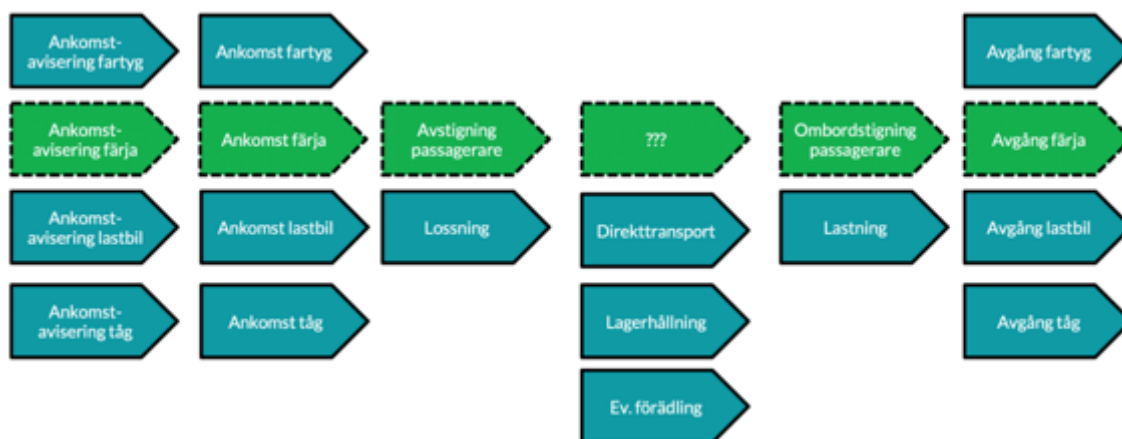 Ankomst-
avisering fartyg
Ankomst fartyg
Avgång fartyg
Ankomst-
avisering färja
Ankomst färja
Avstigning
passagerare
???
Ombordstigning
passagerare
Avgång färja
Ankomst-
avisering lastbil
Ankomst lastbil
Lossning
Direkttransport
Lastning
Avgång lastbil
Ankomst-
avisering tåg
Ankomst tåg
Lagerhållning
Avgång tåg
Ev. förädling